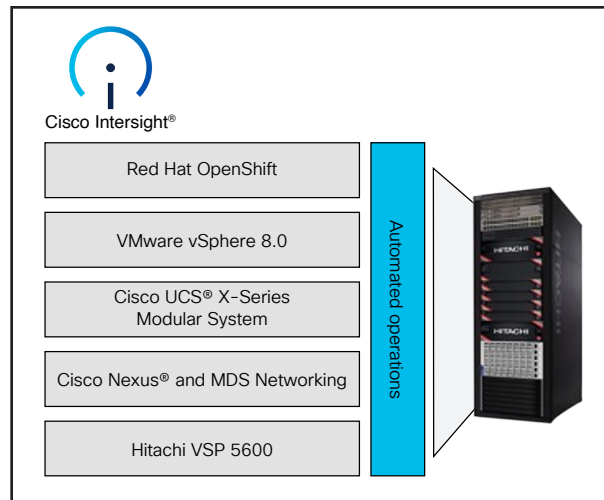 Cisco Intersight®
Red Hat OpenShift
VMware vSphere 8.0
Cisco UCS® X-Series
Modular System
Cisco Nexus® and MDS Networking
Hitachi VSP 5600
Automated operations
HITACHI
HITACHI